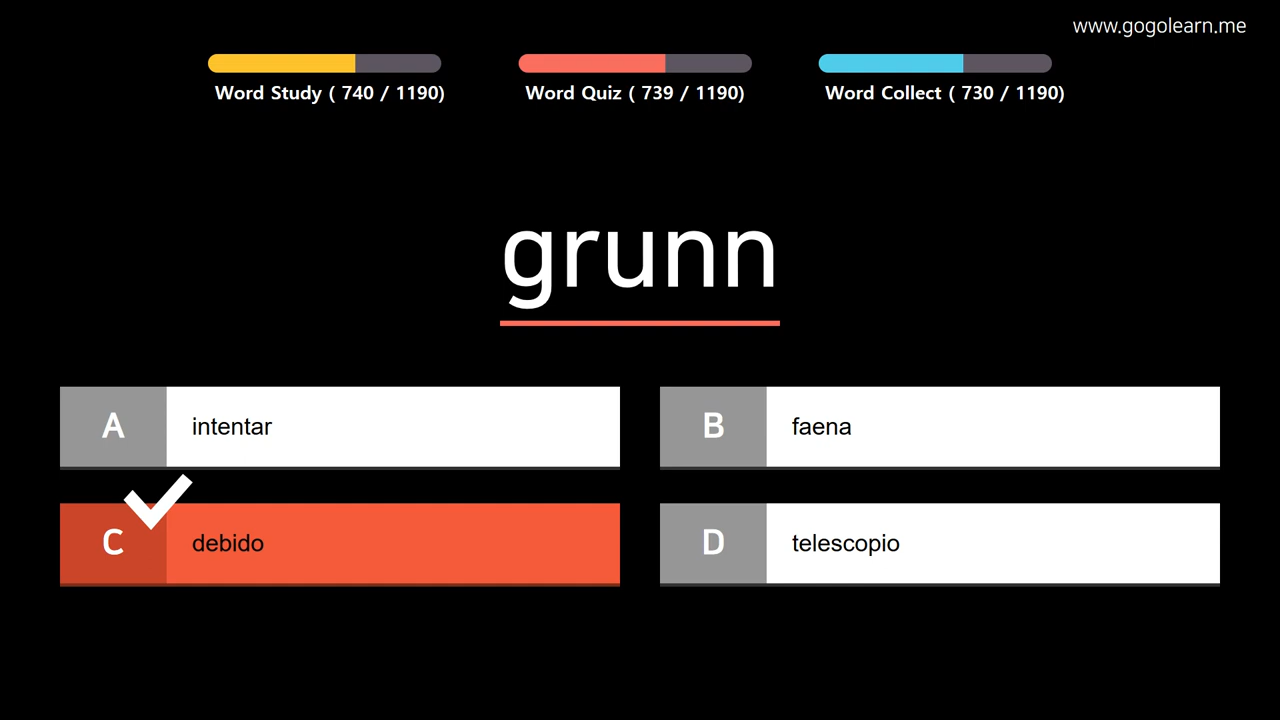 www.gogolearn.me
Word Study ( 740 / 1190)
Word Quiz ( 739 / 1190)
Word Collect ( 730 / 1190)
grunn
A intentar
B faena
C debido
D telescopio